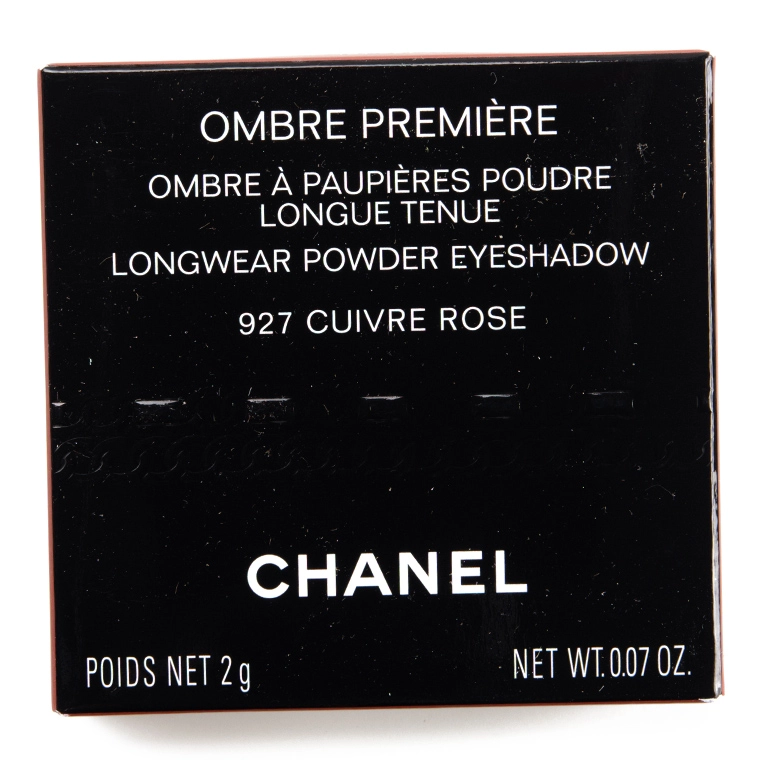 OMBRE PREMIÈRE
OMBRE À PAUPIÈRES POUDRE
LONGUE TENUE
LONGWEAR POWDER EYESHADOW
927 CUIVRE ROSE
CHANEL
POIDS NET 2 g NET WT. 0.07 OZ.